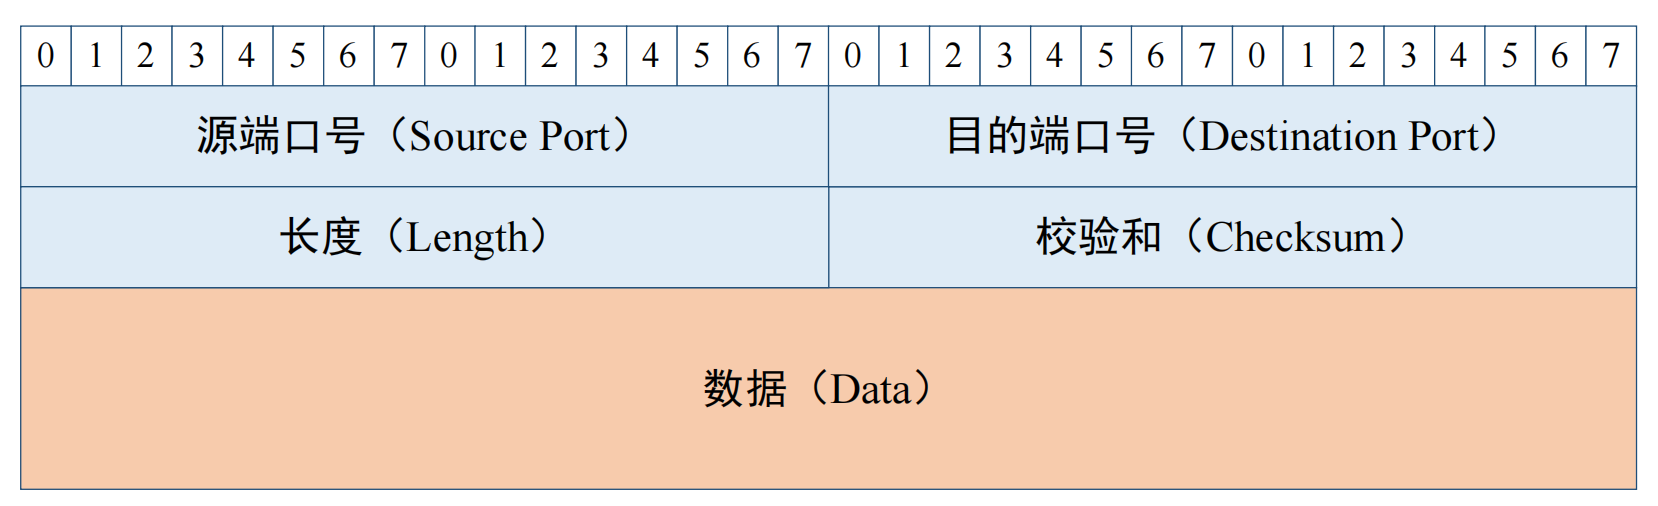 0 1 2 3 4 5 6 7 0 1 2 3 4 5 6 7 0 1 2 3 4 5 6 7 0 1 2 3 4 5 6 7
源端口号（Source Port） 目的端口号（Destination Port）
长度（Length） 校验和（Checksum）
数据（Data）